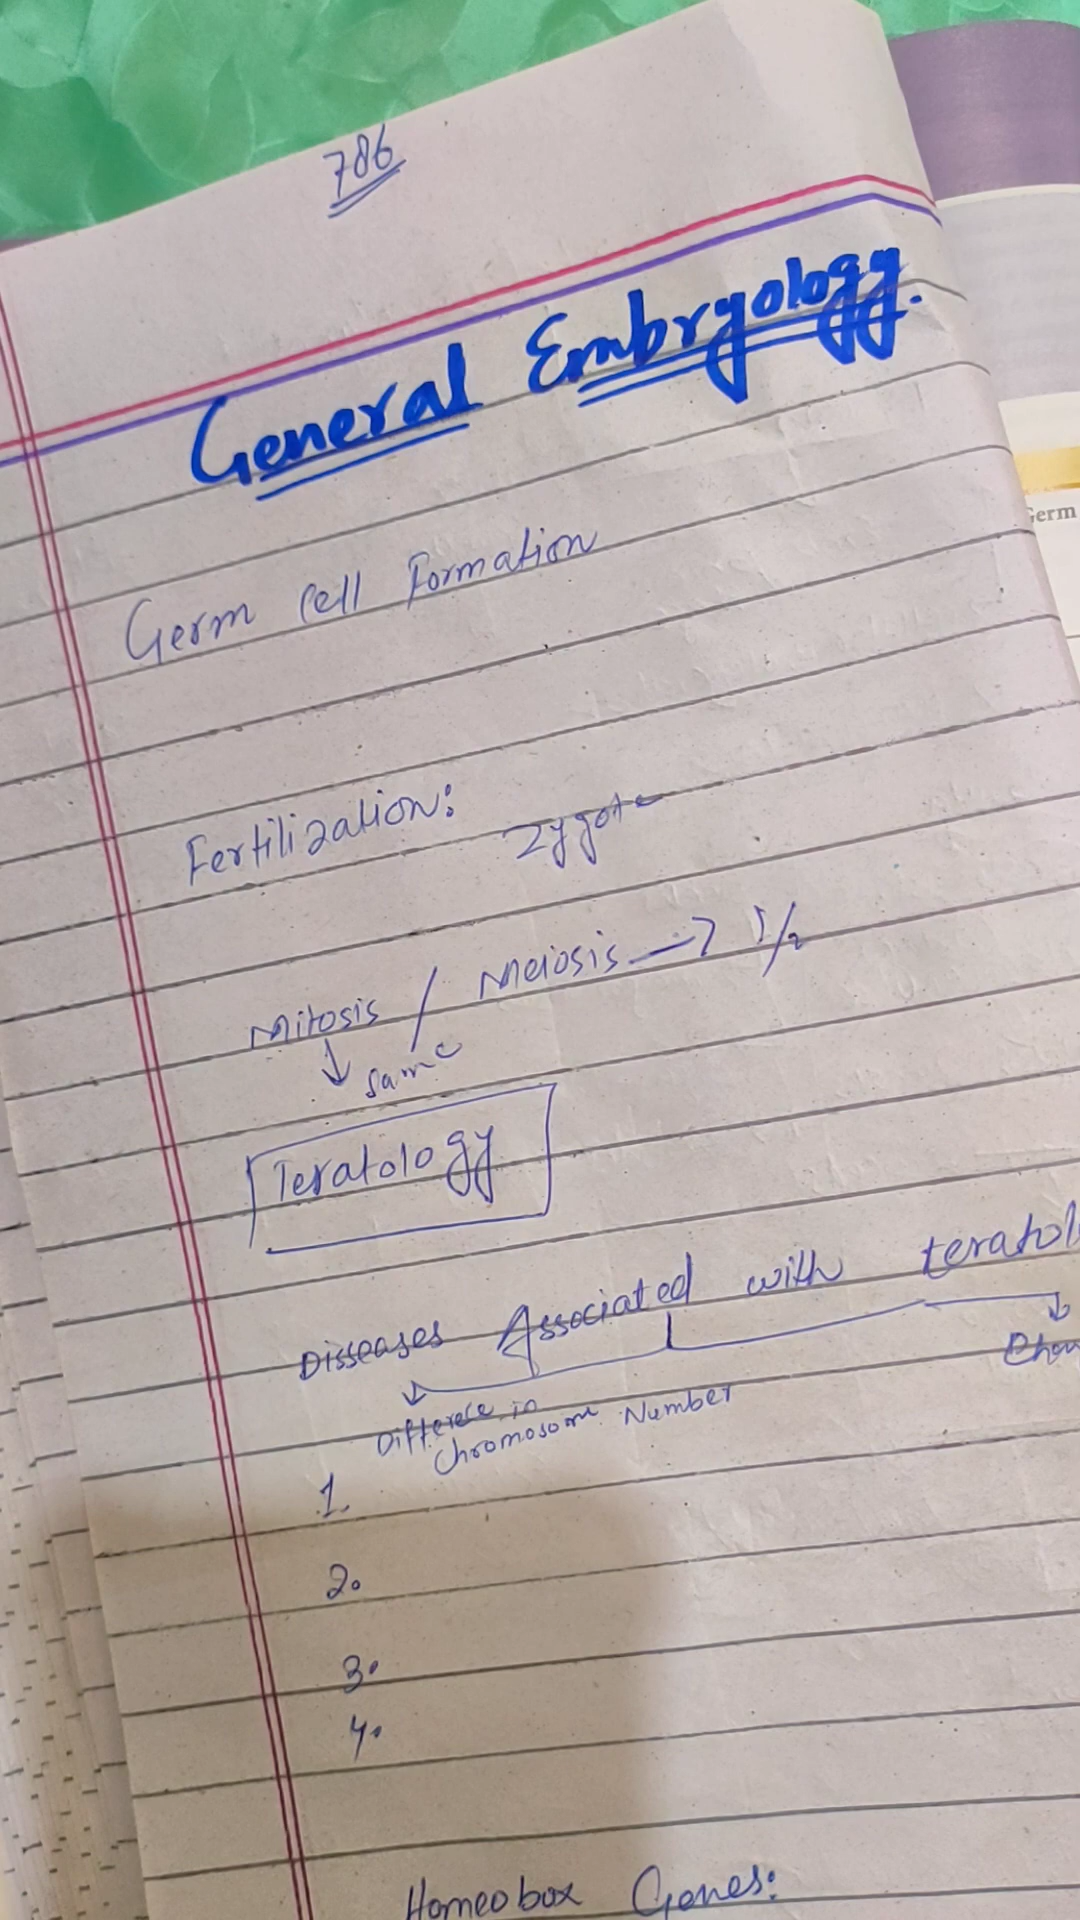 786
General Embryology.
Germ
Germ Cell Formation
Fertilization: Zygote
Mitosis / Meiosis → 1/2
↓ Same
Teratology
Disseases Associated with teratol
Differece in
Chromosome Number
1.
2.
3.
4.
Homeobox Genes: